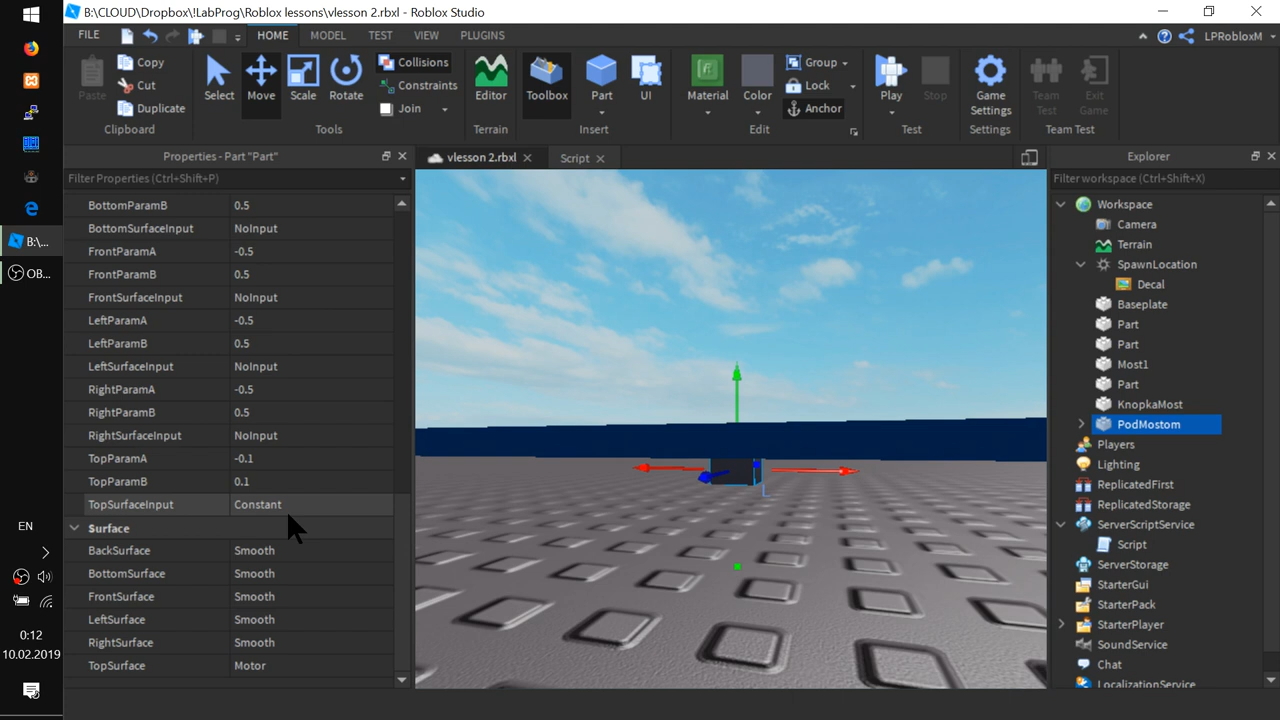 B:\CLOUD\Dropbox\!LabProg\Roblox lessons\vlesson 2.rbxl - Roblox Studio
FILE HOME MODEL TEST VIEW PLUGINS LPRobloxM
Paste Copy Cut Duplicate
Clipboard
Select Move Scale Rotate Collisions Constraints Join
Tools
Editor
Terrain
Toolbox Part UI
Insert
Material Color Group Lock Anchor
Edit
Play Stop
Test
Game Settings
Settings
Team Test Exit Game
Team Test
Properties - Part "Part"
Filter Properties (Ctrl+Shift+P)
BottomParamB 0.5
BottomSurfaceInput NoInput
FrontParamA -0.5
FrontParamB 0.5
FrontSurfaceInput NoInput
LeftParamA -0.5
LeftParamB 0.5
LeftSurfaceInput NoInput
RightParamA -0.5
RightParamB 0.5
RightSurfaceInput NoInput
TopParamA -0.1
TopParamB 0.1
TopSurfaceInput Constant
Surface
BackSurface Smooth
BottomSurface Smooth
FrontSurface Smooth
LeftSurface Smooth
RightSurface Smooth
TopSurface Motor
vlesson 2.rbxl Script
Explorer
Filter workspace (Ctrl+Shift+X)
Workspace
Camera
Terrain
SpawnLocation
Decal
Baseplate
Part
Part
Most1
Part
KnopkaMost
PodMostom
Players
Lighting
ReplicatedFirst
ReplicatedStorage
ServerScriptService
Script
ServerStorage
StarterGui
StarterPack
StarterPlayer
SoundService
Chat
LocalizationService
B:\...
OB...
EN
0:12
10.02.2019